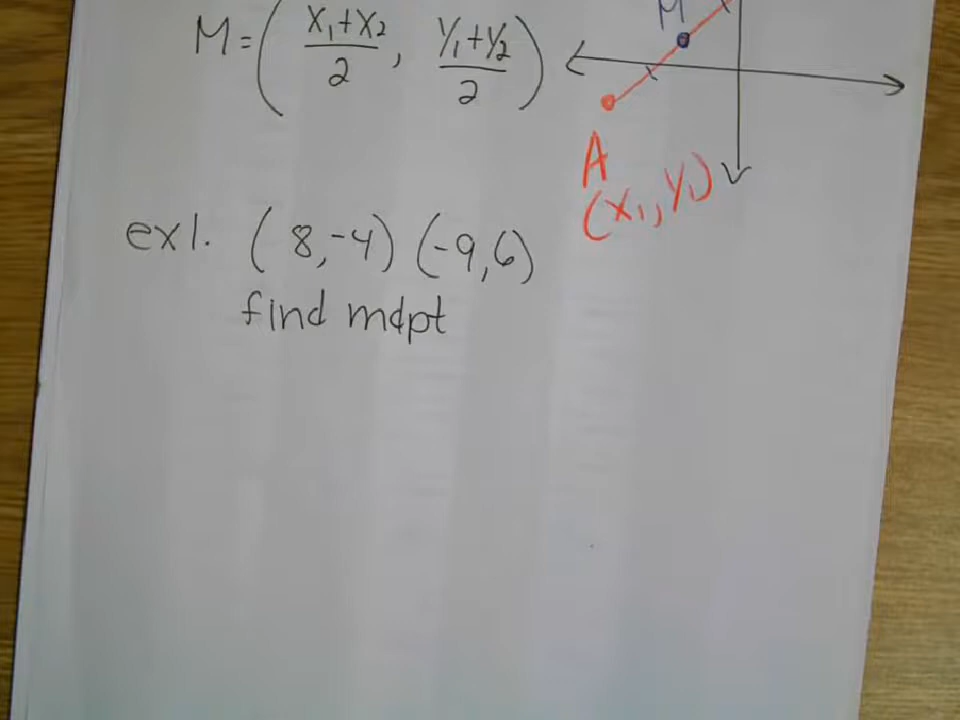 M = ( x₁+x₂ / 2 , y₁+y₂ / 2 )
M
A
(x₁, y₁)
ex1. (8,-4) (-9,6)
find mdpt